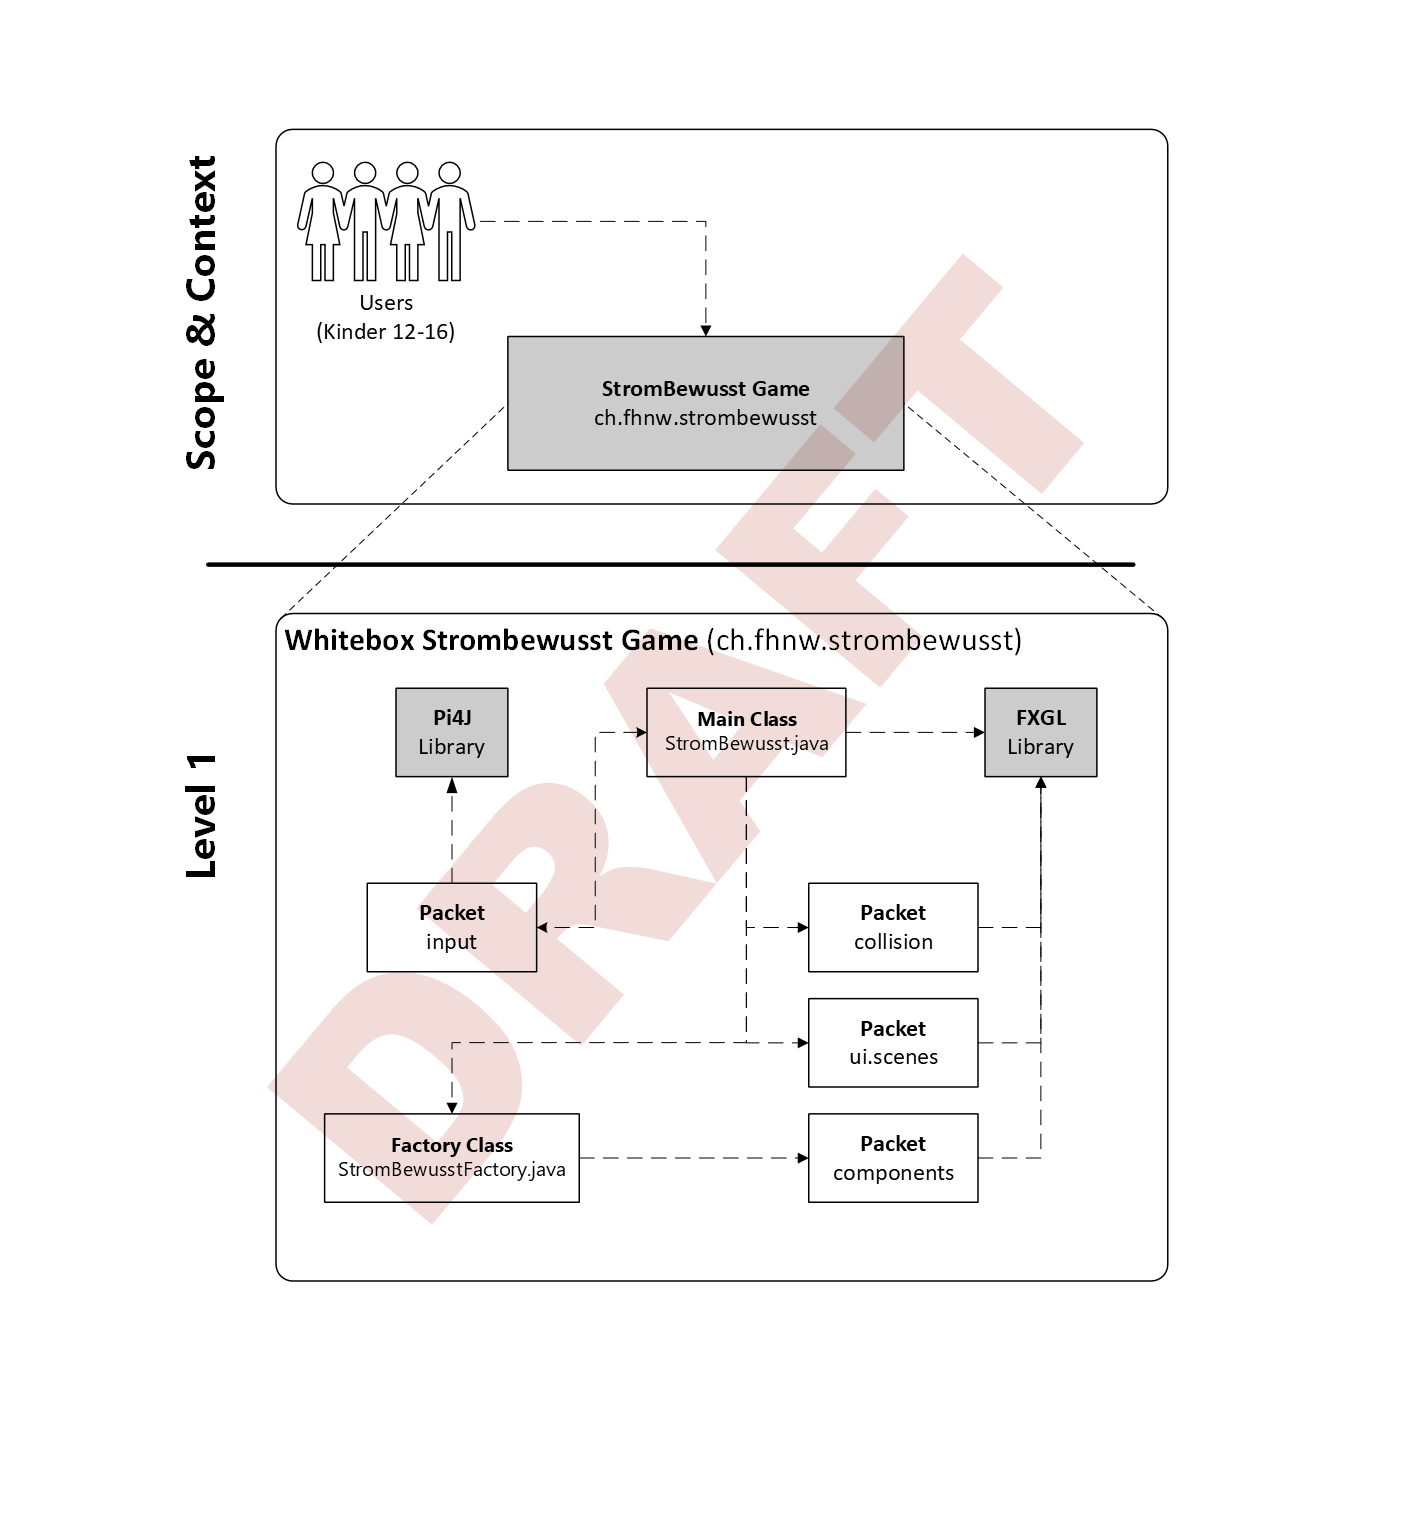 Scope & Context
Users
(Kinder 12-16)
StromBewusst Game
ch.fhnw.strombewusst
Level 1
Whitebox Strombewusst Game (ch.fhnw.strombewusst)
Pi4J
Library
Main Class
StromBewusst.java
FXGL
Library
Packet
input
Packet
collision
Packet
ui.scenes
Factory Class
StromBewusstFactory.java
Packet
components
DRAFT